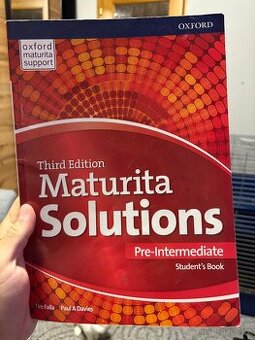 OXFORD
oxford
maturita
support
Third Edition
Maturita
Solutions
Pre-Intermediate
Student's Book
Tim Falla Paul A Davies